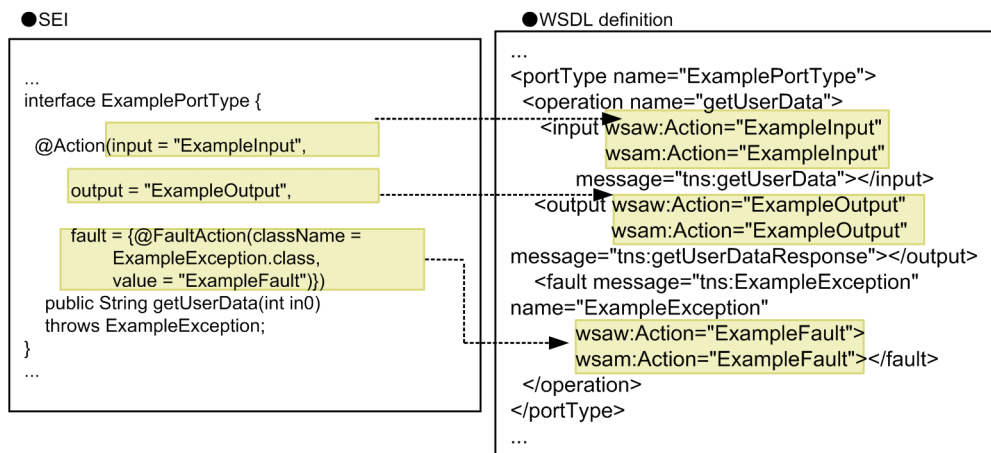 ●SEI
...
interface ExamplePortType {
@Action(input = "ExampleInput",
output = "ExampleOutput",
fault = {@FaultAction(className =
ExampleException.class,
value = "ExampleFault")})
public String getUserData(int in0)
throws ExampleException;
}
...
●WSDL definition
...
<portType name="ExamplePortType">
<operation name="getUserData">
<input wsaw:Action="ExampleInput"
wsam:Action="ExampleInput"
message="tns:getUserData"></input>
<output wsaw:Action="ExampleOutput"
wsam:Action="ExampleOutput"
message="tns:getUserDataResponse"></output>
<fault message="tns:ExampleException"
name="ExampleException"
wsaw:Action="ExampleFault">
wsam:Action="ExampleFault"></fault>
</operation>
</portType>
...